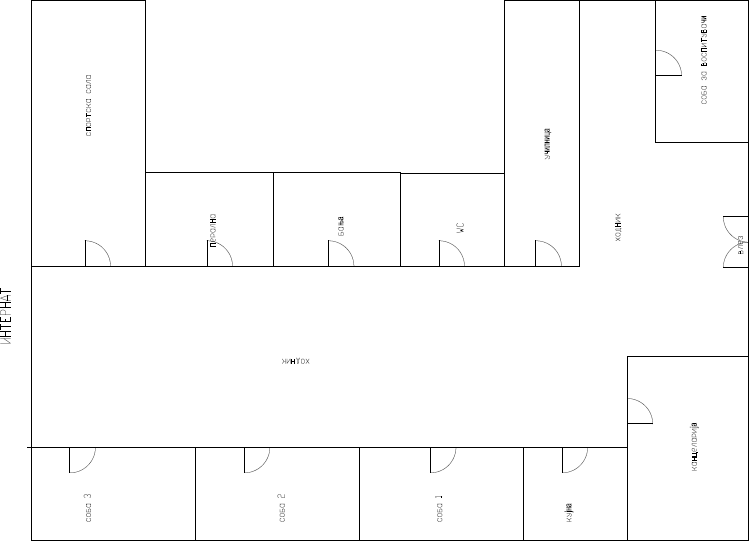 ИНТЕРНАТ
спортска сала
перално
бања
WC
училница
ходник
соба за воспитувачи
влез
ходник
соба 3
соба 2
соба 1
кујна
канцеларија